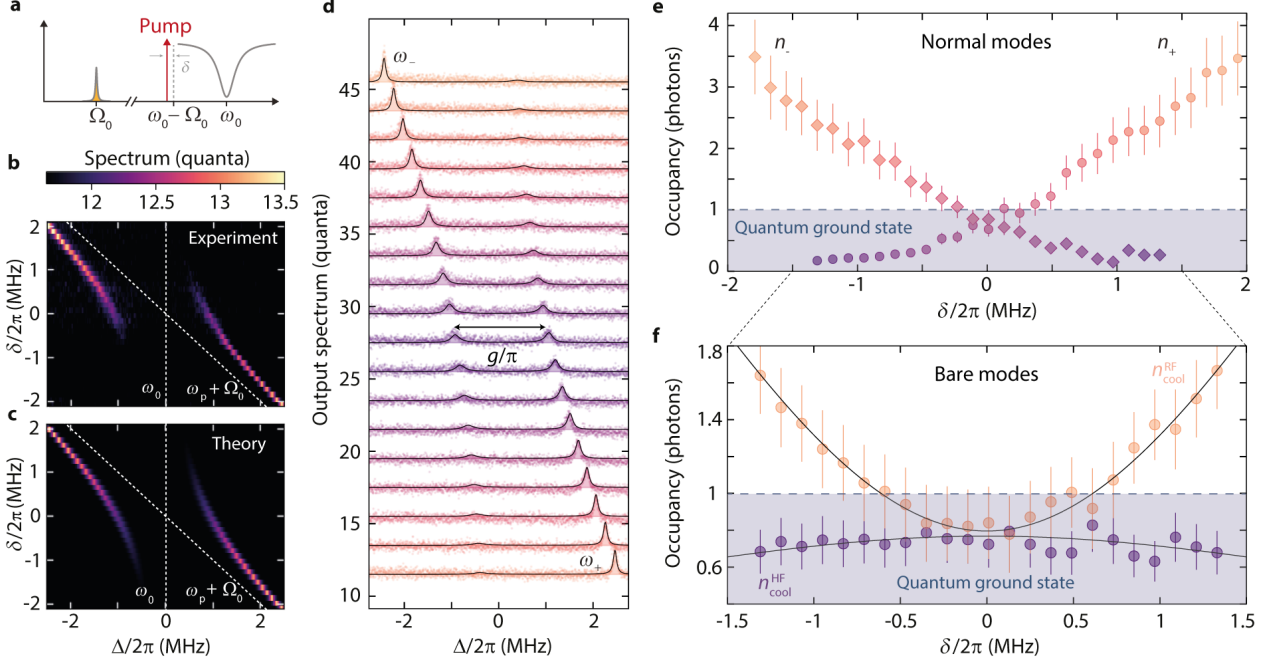 a
Pump
δ
Ω₀
ω₀ − Ω₀
ω₀
b
Spectrum (quanta)
12
12.5
13
13.5
2
1
0
-1
-2
δ/2π (MHz)
Experiment
ω₀
ωₚ + Ω₀
c
2
1
0
-1
-2
δ/2π (MHz)
Theory
ω₀
ωₚ + Ω₀
-2
0
2
Δ/2π (MHz)
d
Output spectrum (quanta)
45
40
35
30
25
20
15
10
ω₋
g/π
ω₊
-2
0
2
Δ/2π (MHz)
e
Occupancy (photons)
4
3
2
1
0
n₋
Normal modes
n₊
Quantum ground state
-2
-1
0
1
2
δ/2π (MHz)
f
Occupancy (photons)
1.8
1.4
1
0.6
Bare modes
n_cool^RF
n_cool^HF
Quantum ground state
-1.5
-1
-0.5
0
0.5
1
1.5
δ/2π (MHz)